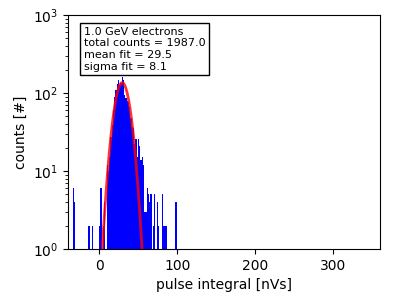 1.0 GeV electrons
total counts = 1987.0
mean fit = 29.5
sigma fit = 8.1
counts [#]
10³
10²
10¹
10⁰
0 100 200 300
pulse integral [nVs]